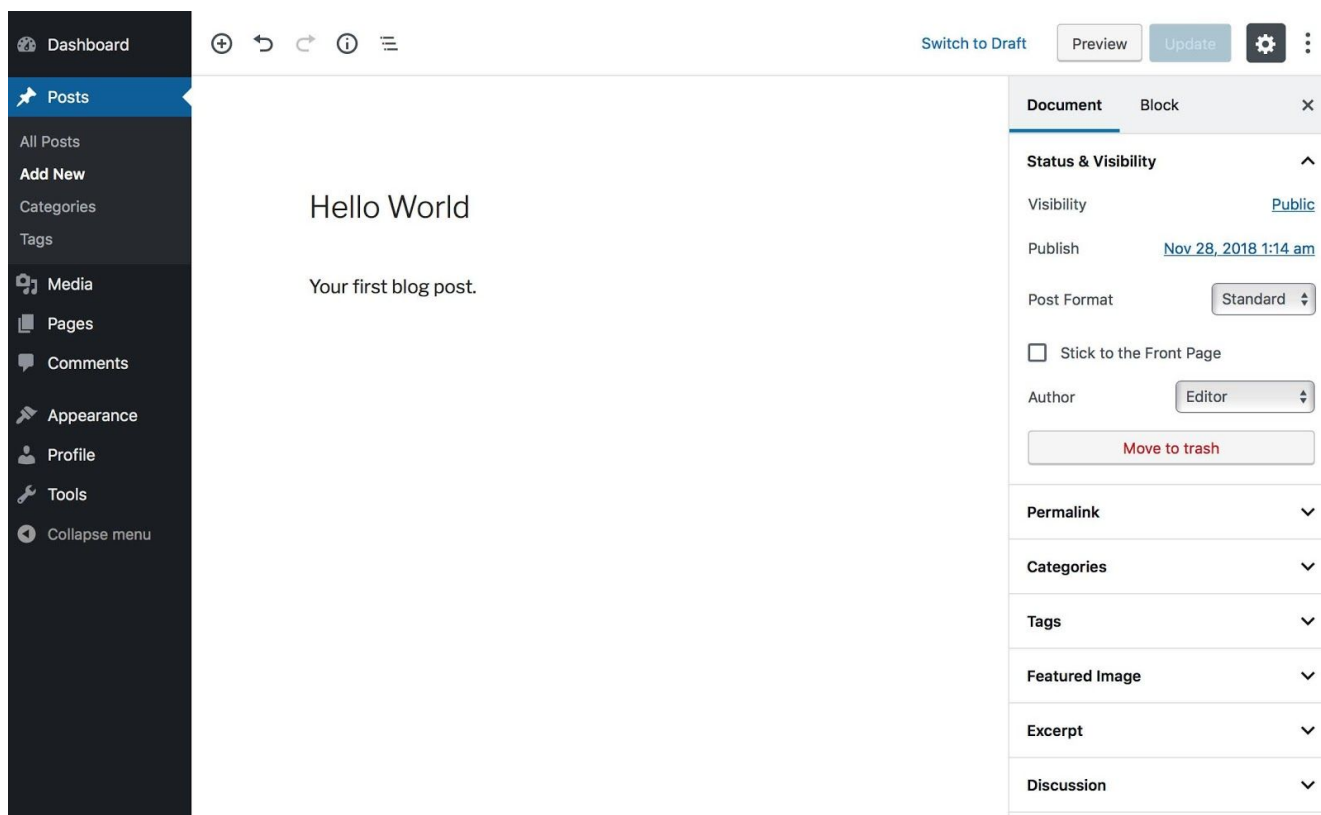 Dashboard
Posts
All Posts
Add New
Categories
Tags
Media
Pages
Comments
Appearance
Profile
Tools
Collapse menu
Switch to Draft
Preview
Update
Hello World
Your first blog post.
Document Block
Status & Visibility
Visibility Public
Publish Nov 28, 2018 1:14 am
Post Format Standard
Stick to the Front Page
Author Editor
Move to trash
Permalink
Categories
Tags
Featured Image
Excerpt
Discussion